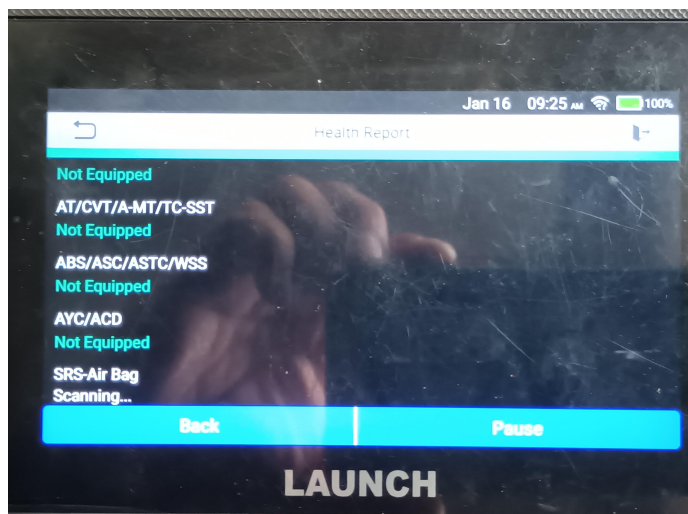 Jan 16 09:25 AM 100%
Health Report
Not Equipped
AT/CVT/A-MT/TC-SST
Not Equipped
ABS/ASC/ASTC/WSS
Not Equipped
AYC/ACD
Not Equipped
SRS-Air Bag
Scanning...
Back Pause
LAUNCH